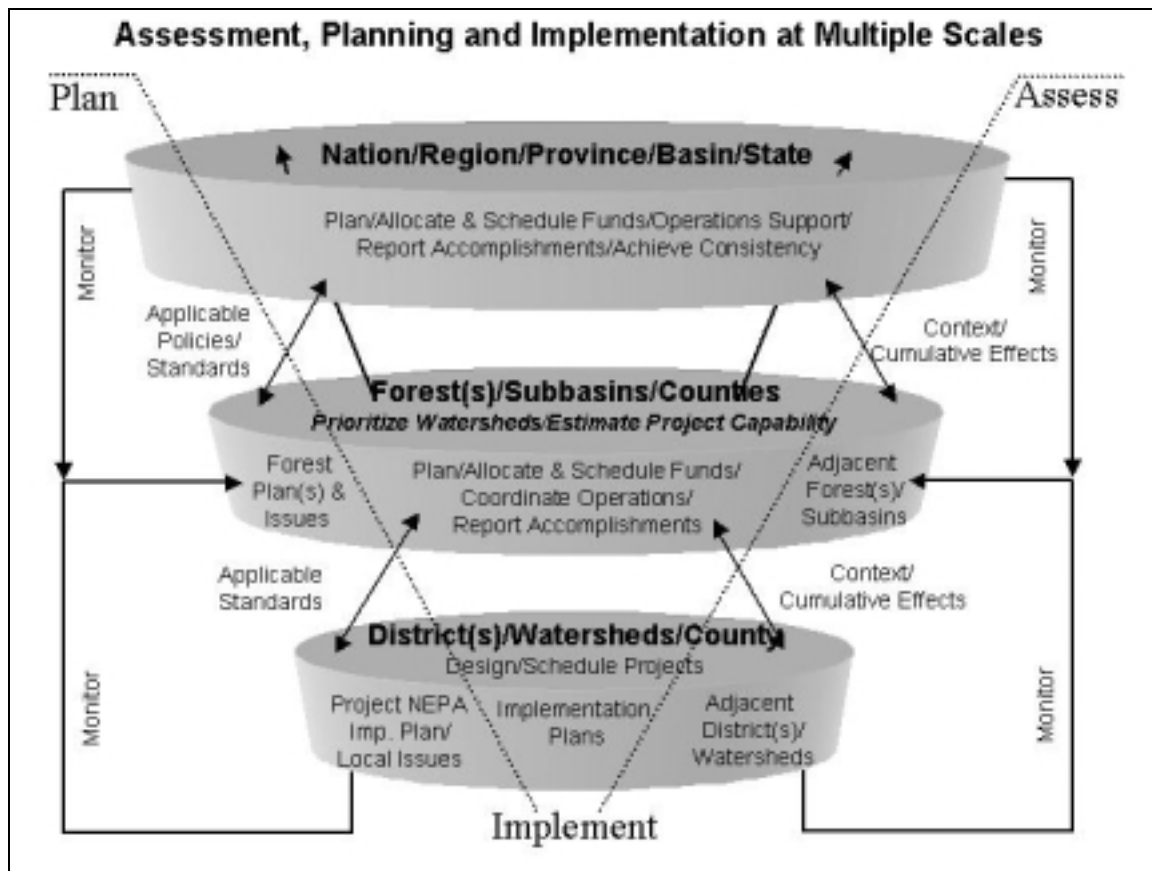 Assessment, Planning and Implementation at Multiple Scales
Plan
Assess
Nation/Region/Province/Basin/State
Plan/Allocate & Schedule Funds/Operations Support/
Report Accomplishments/Achieve Consistency
Monitor
Monitor
Applicable
Policies/
Standards
Context/
Cumulative Effects
Forest(s)/Subbasins/Counties
Prioritize Watersheds/Estimate Project Capability
Forest
Plan(s) &
Issues
Plan/Allocate & Schedule Funds/
Coordinate Operations/
Report Accomplishments
Adjacent
Forest(s)/
Subbasins
Applicable
Standards
Context/
Cumulative Effects
District(s)/Watersheds/County
Design/Schedule Projects
Monitor
Monitor
Project NEPA
Imp. Plan/
Local Issues
Implementation
Plans
Adjacent
District(s)/
Watersheds
Implement